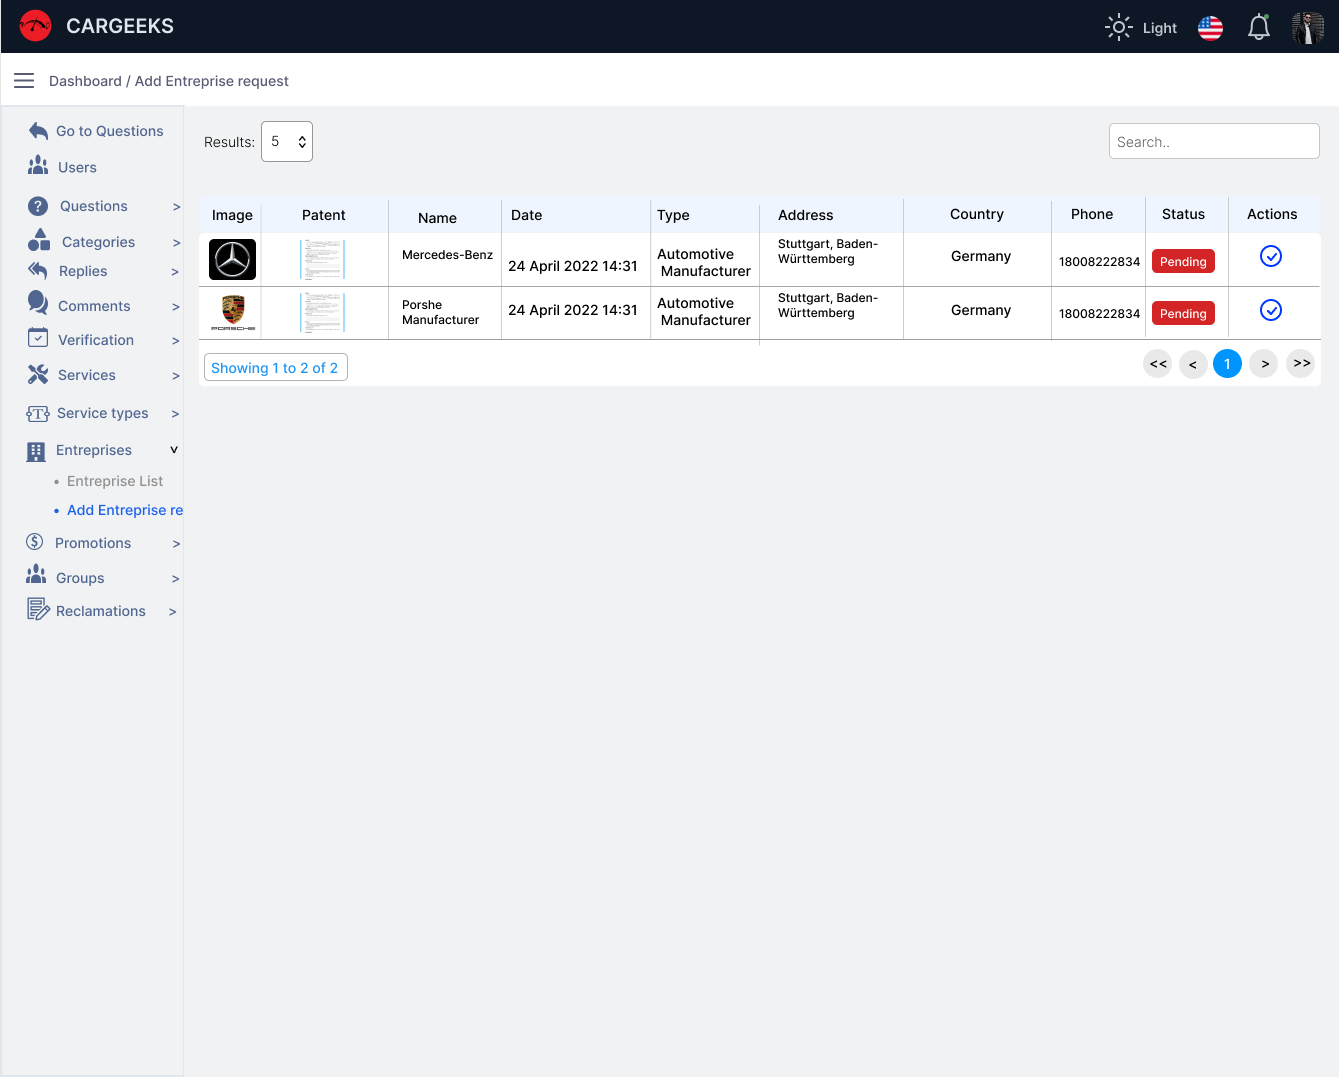 CARGEEKS
Light
Dashboard / Add Entreprise request
Go to Questions
Users
Questions >
Categories >
Replies >
Comments >
Verification >
Services >
Service types >
Entreprises v
• Entreprise List
• Add Entreprise re
Promotions >
Groups >
Reclamations >
Results: 5
Search..
Image Patent Name Date Type Address Country Phone Status Actions
Mercedes-Benz
24 April 2022 14:31
Automotive
Manufacturer
Stuttgart, Baden-
Württemberg
Germany
18008222834
Pending
PORSCHE
Porshe
Manufacturer
24 April 2022 14:31
Automotive
Manufacturer
Stuttgart, Baden-
Württemberg
Germany
18008222834
Pending
Showing 1 to 2 of 2
<< < 1 > >>